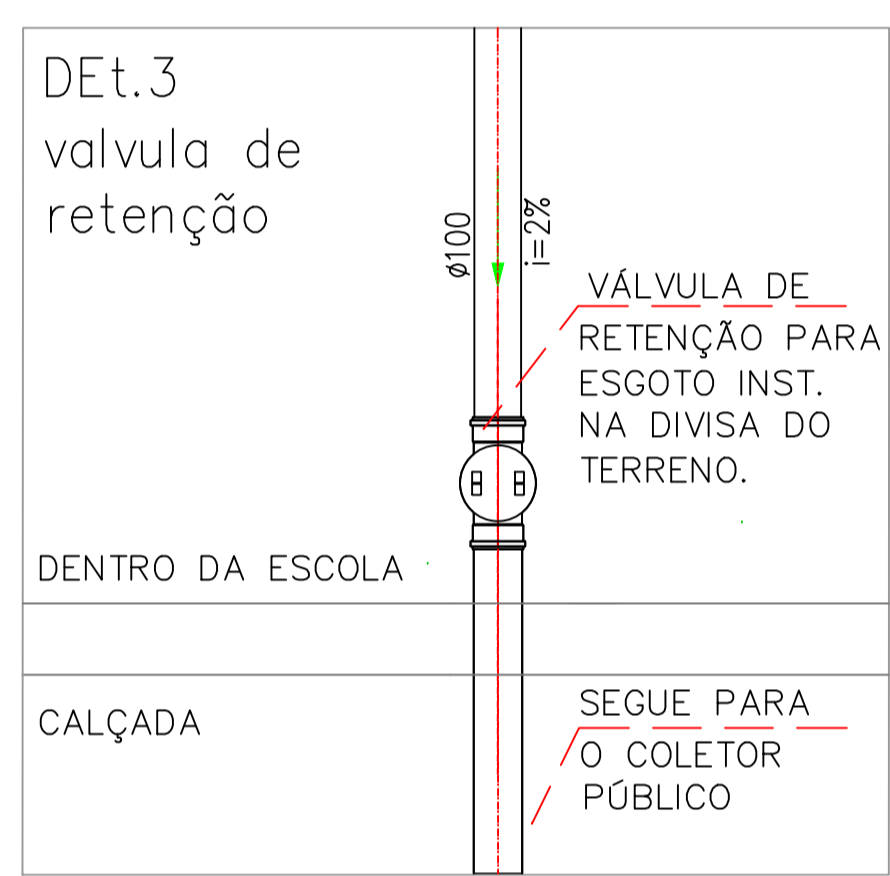 DEt.3
valvula de
retenção
ø100
i=2%
VÁLVULA DE
RETENÇÃO PARA
ESGOTO INST.
NA DIVISA DO
TERRENO.
DENTRO DA ESCOLA
CALÇADA
SEGUE PARA
O COLETOR
PÚBLICO